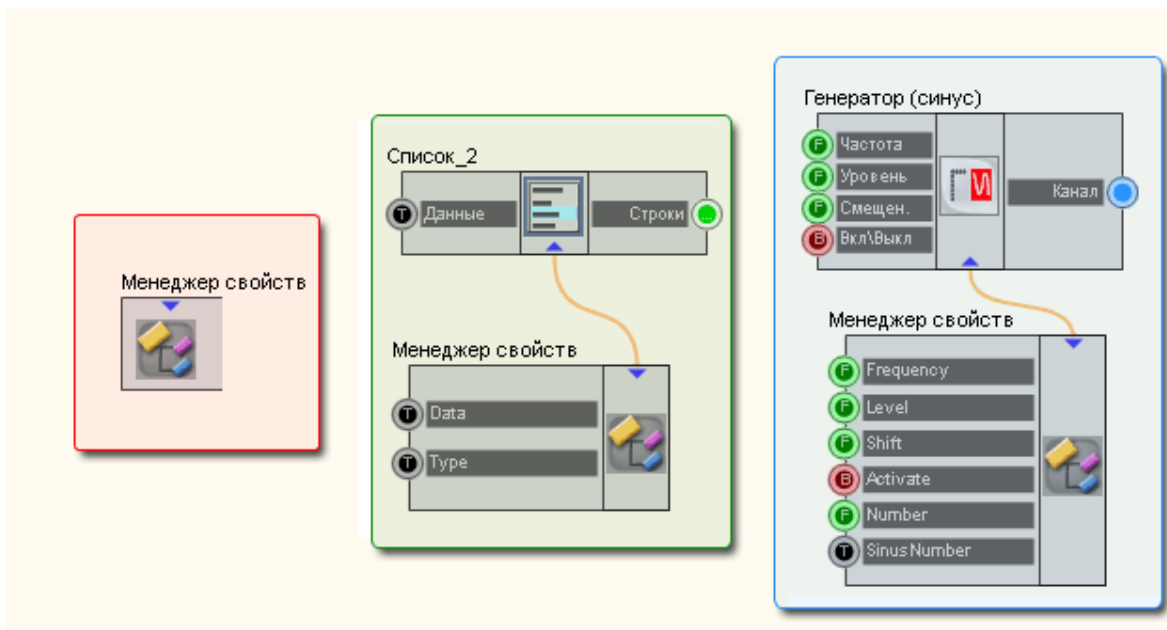 Менеджер свойств
Список_2
T Данные
Строки ...
Менеджер свойств
T Data
T Type
Генератор (синус)
F Частота
F Уровень
F Смещен.
B Вкл\Выкл
Канал
Менеджер свойств
F Frequency
F Level
F Shift
B Activate
F Number
T SinusNumber